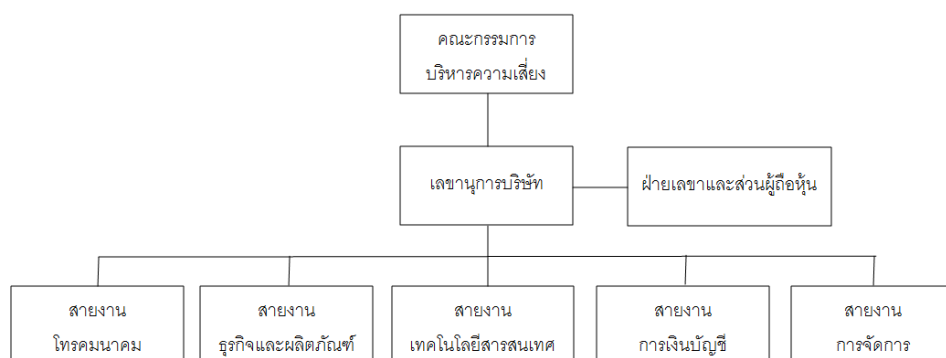 คณะกรรมการ
บริหารความเสี่ยง
เลขานุการบริษัท
ฝ่ายเลขาและส่วนผู้ถือหุ้น
สายงาน
โทรคมนาคม
สายงาน
ธุรกิจและผลิตภัณฑ์
สายงาน
เทคโนโลยีสารสนเทศ
สายงาน
การเงินบัญชี
สายงาน
การจัดการ